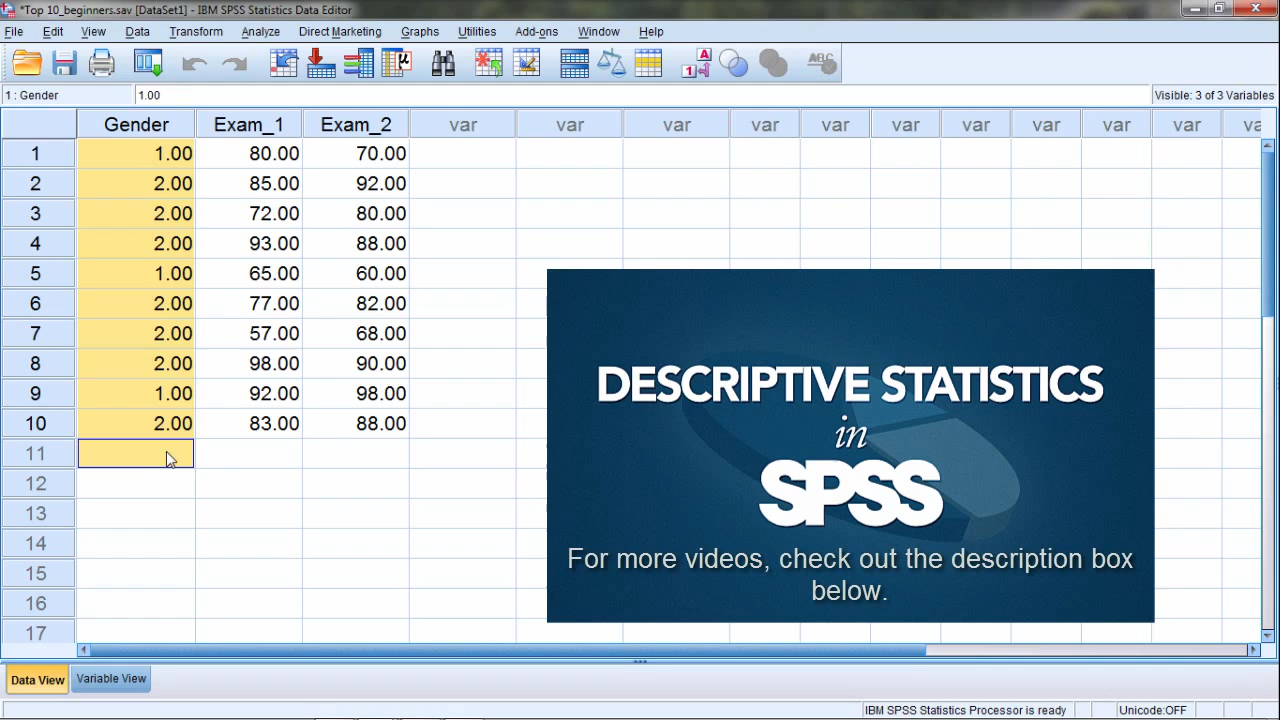 *Top 10_beginners.sav [DataSet1] - IBM SPSS Statistics Data Editor
File Edit View Data Transform Analyze Direct Marketing Graphs Utilities Add-ons Window Help
1 : Gender 1.00 Visible: 3 of 3 Variables
Gender Exam_1 Exam_2 var var var var var var var var var var va
1 1.00 80.00 70.00
2 2.00 85.00 92.00
3 2.00 72.00 80.00
4 2.00 93.00 88.00
5 1.00 65.00 60.00
6 2.00 77.00 82.00
7 2.00 57.00 68.00
8 2.00 98.00 90.00
9 1.00 92.00 98.00
10 2.00 83.00 88.00
11
12
13
14
15
16
17
DESCRIPTIVE STATISTICS
in
SPSS
For more videos, check out the description box
below.
Data View Variable View
IBM SPSS Statistics Processor is ready Unicode:OFF